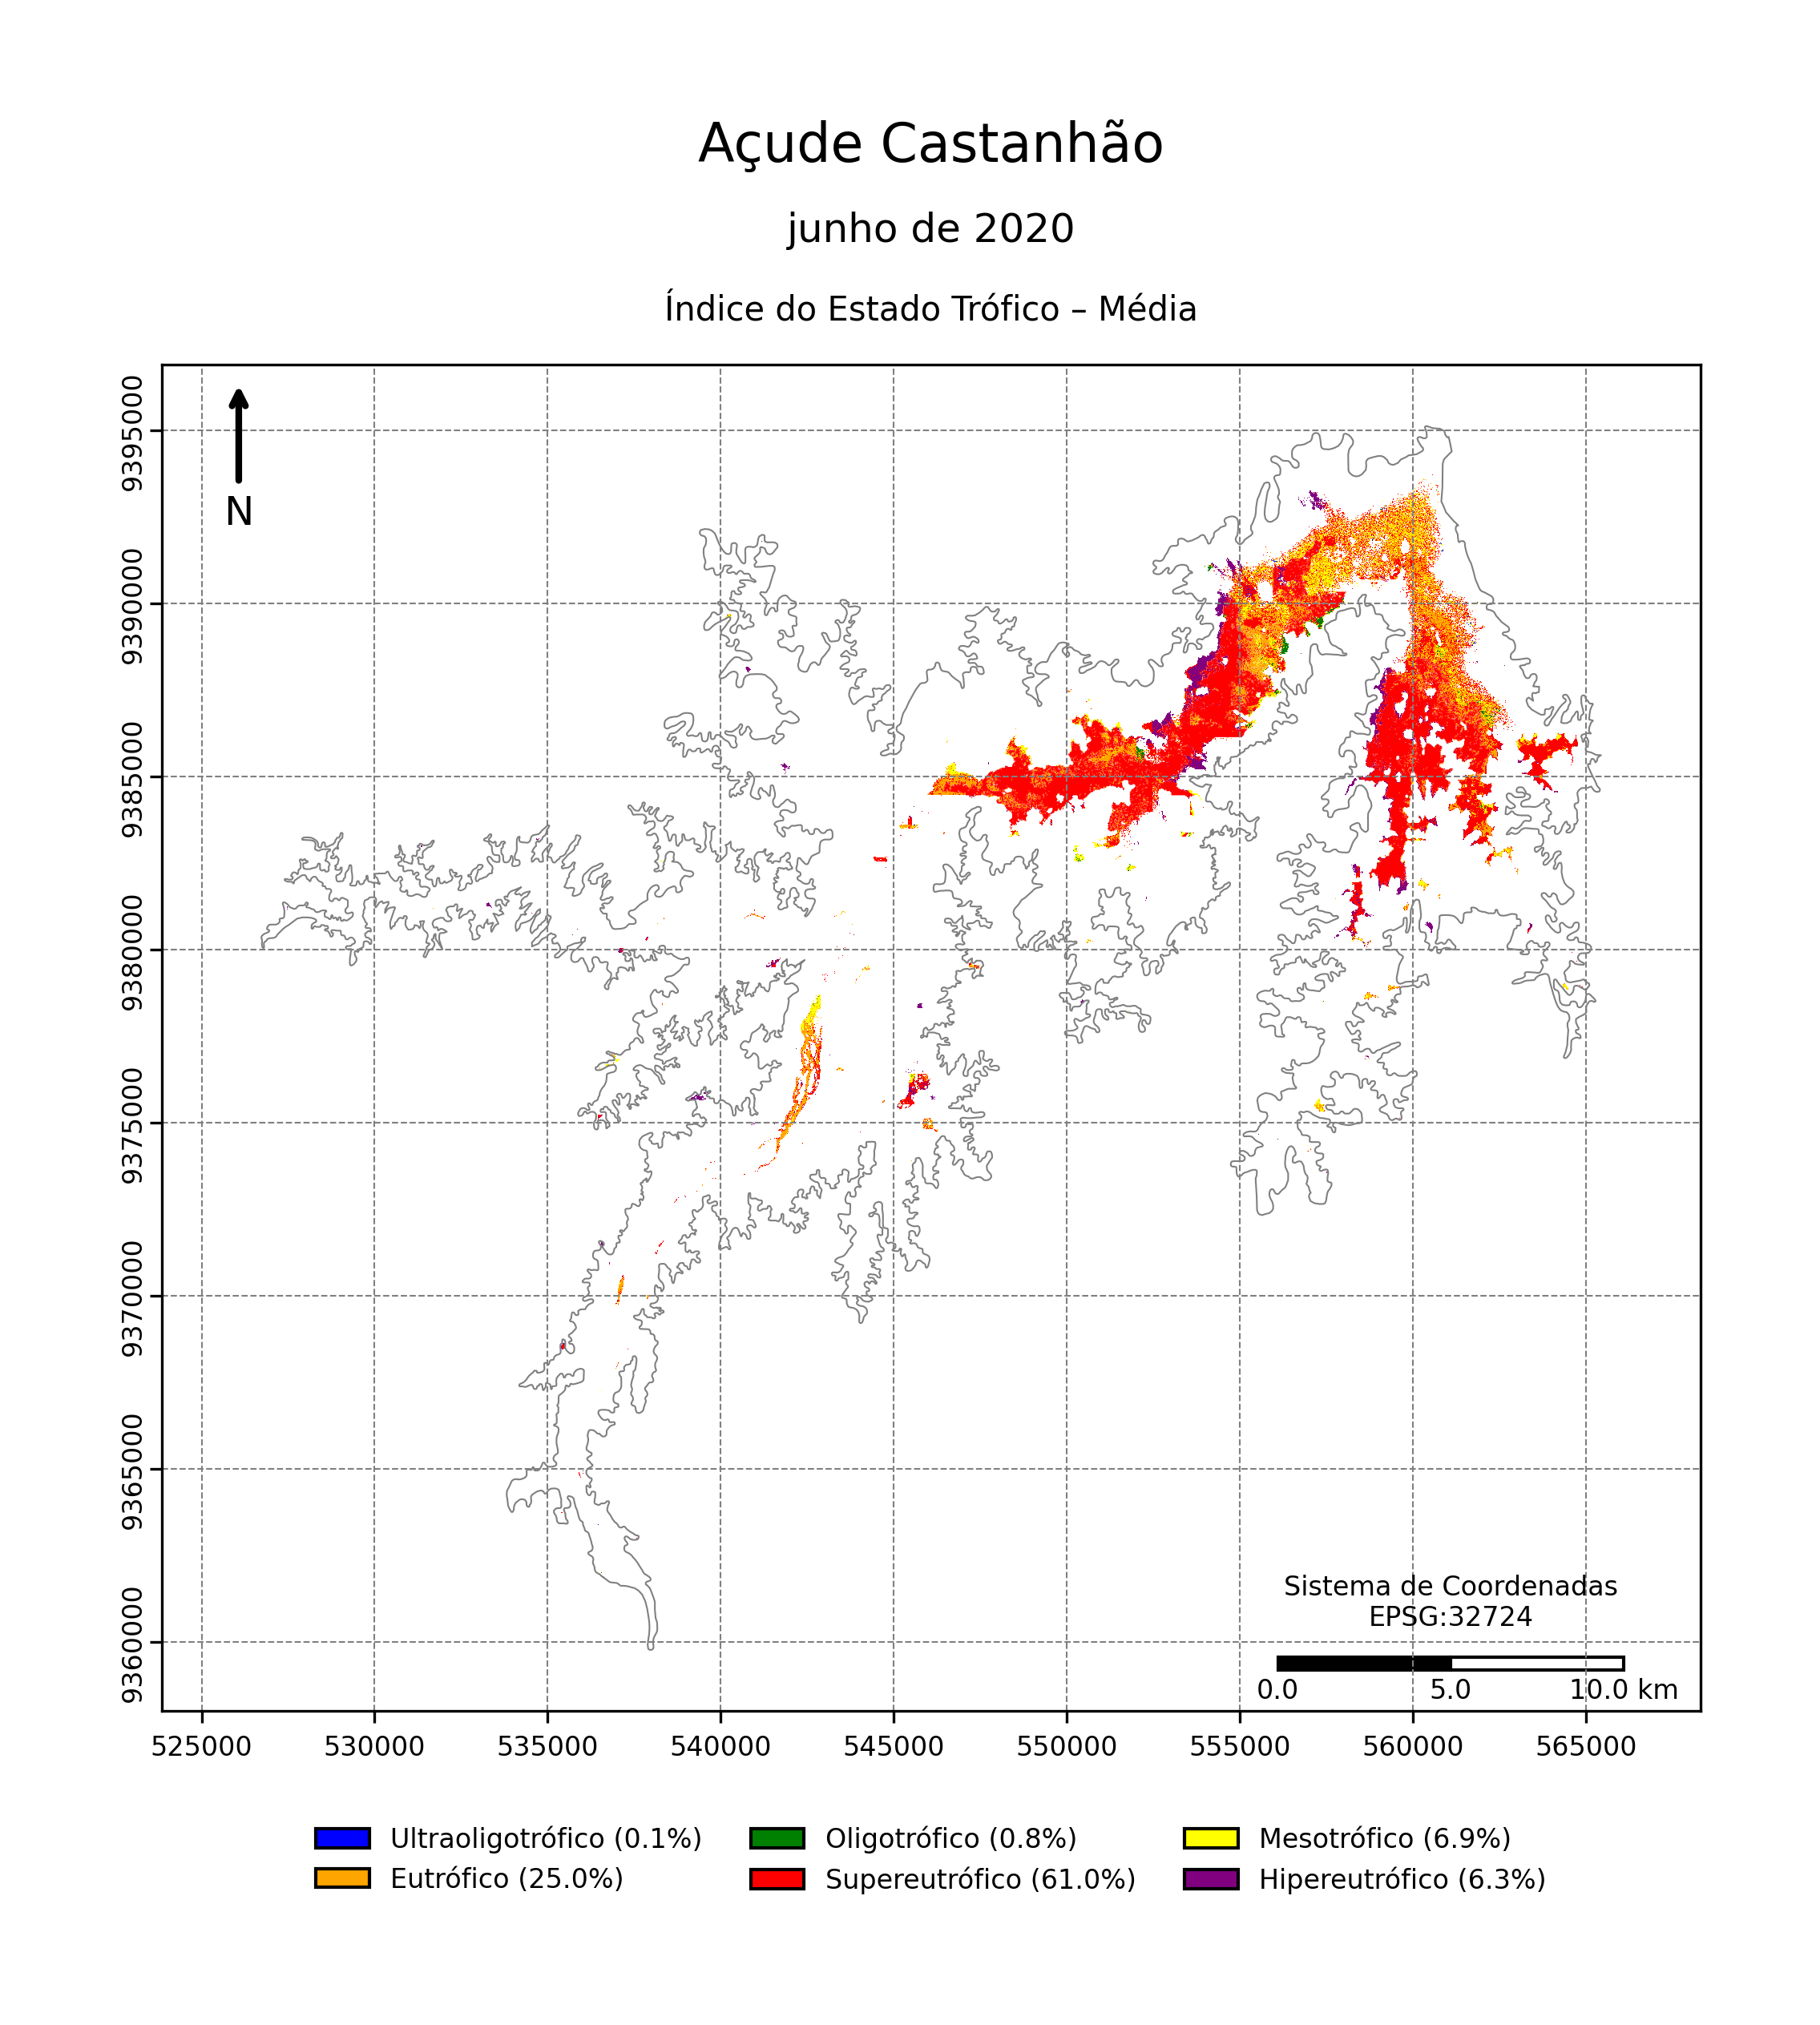 Açude Castanhão
junho de 2020
Índice do Estado Trófico – Média
N
9395000
9390000
9385000
9380000
9375000
9370000
9365000
9360000
Sistema de Coordenadas
EPSG:32724
0.0 5.0 10.0 km
525000 530000 535000 540000 545000 550000 555000 560000 565000
Ultraoligotrófico (0.1%) Oligotrófico (0.8%) Mesotrófico (6.9%)
Eutrófico (25.0%) Supereutrófico (61.0%) Hipereutrófico (6.3%)